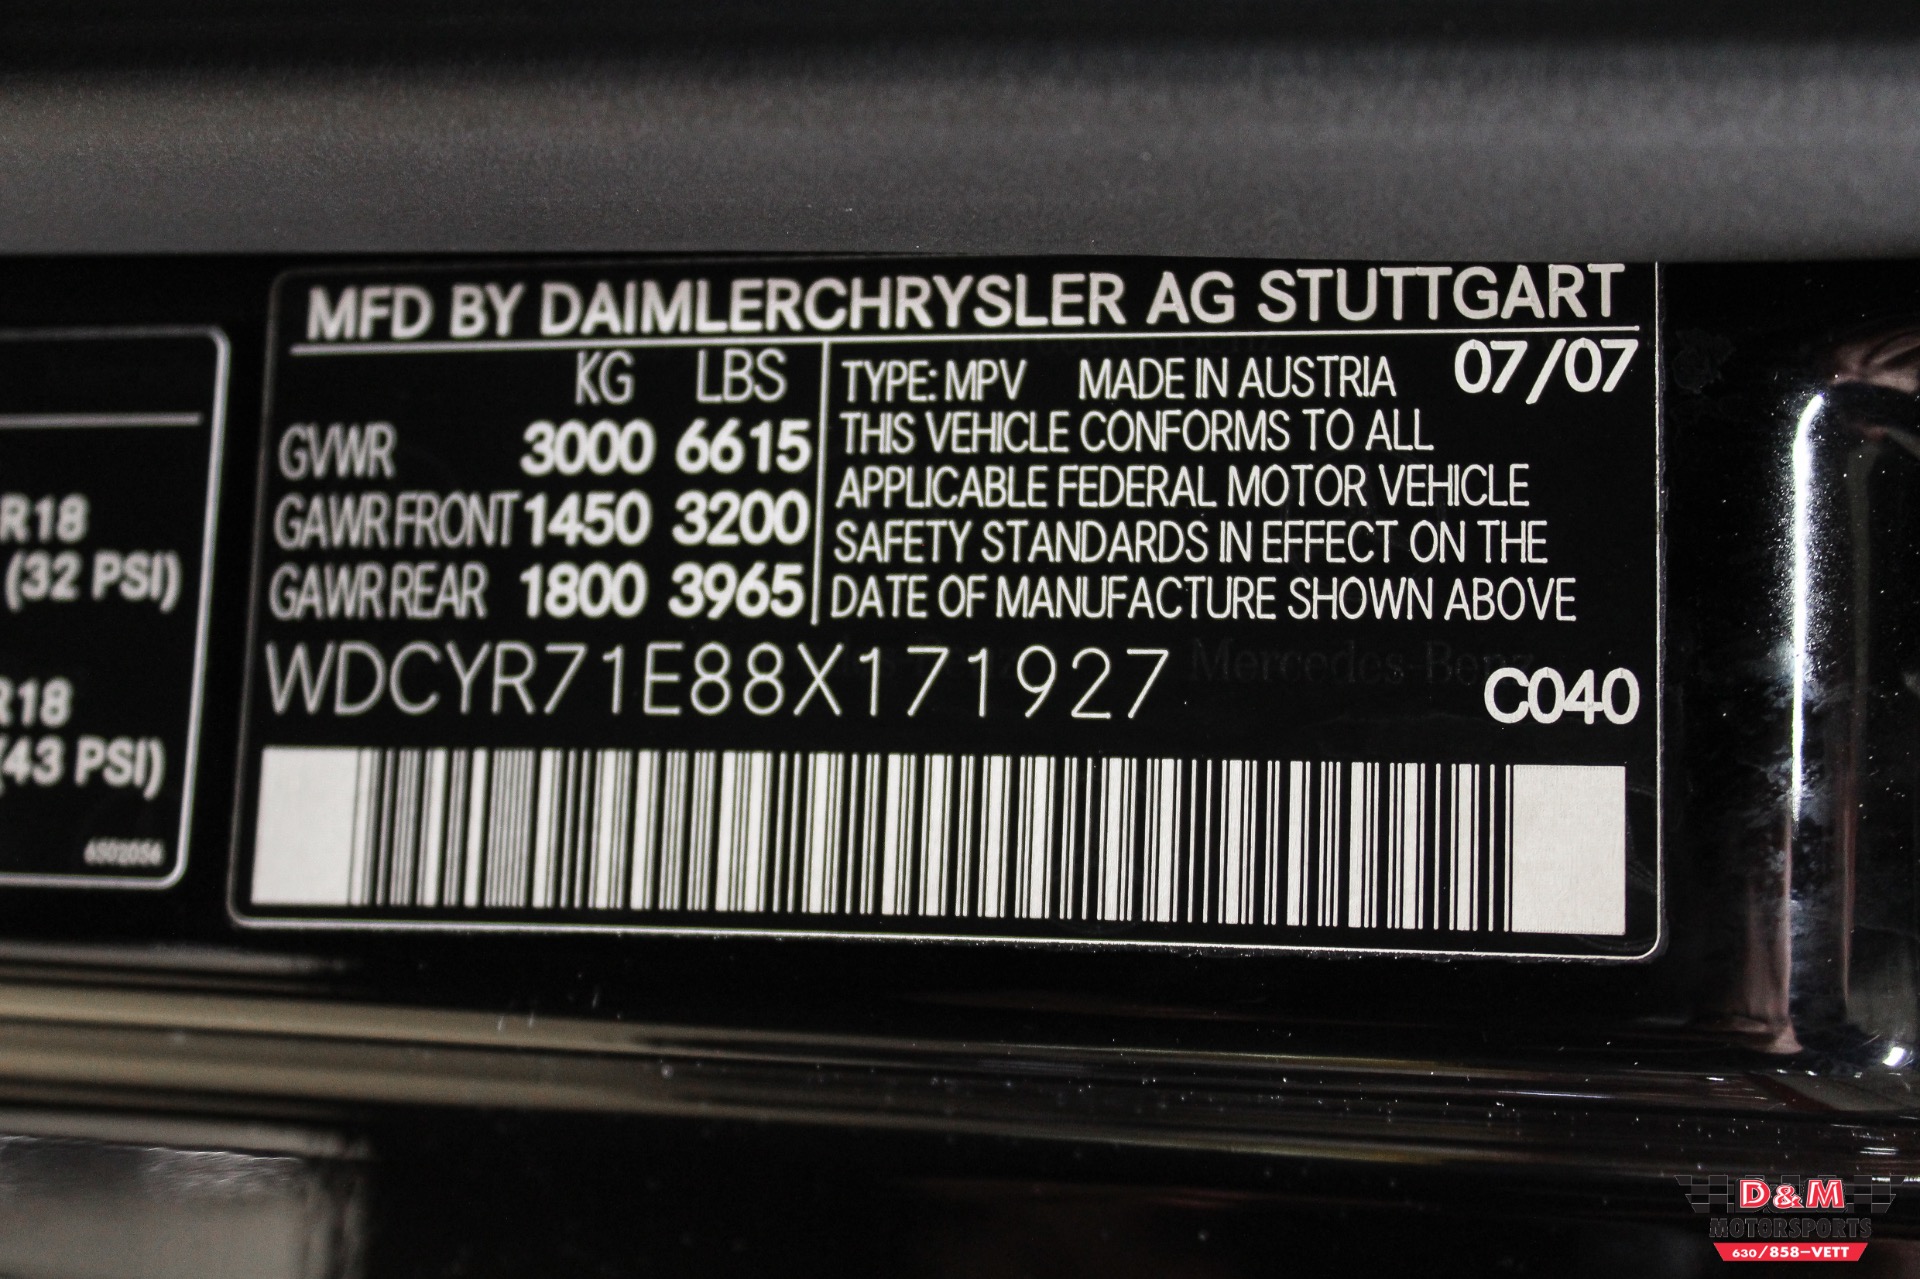 R18
(32 PSI)
R18
(43 PSI)
6502056
MFD BY DAIMLERCHRYSLER AG STUTTGART
KG LBS
GVWR 3000 6615
GAWR FRONT 1450 3200
GAWR REAR 1800 3965
TYPE: MPV MADE IN AUSTRIA 07/07
THIS VEHICLE CONFORMS TO ALL
APPLICABLE FEDERAL MOTOR VEHICLE
SAFETY STANDARDS IN EFFECT ON THE
DATE OF MANUFACTURE SHOWN ABOVE
WDCYR71E88X171927
Mercedes-Benz
C040
D&M
MOTORSPORTS
630/858-VETT